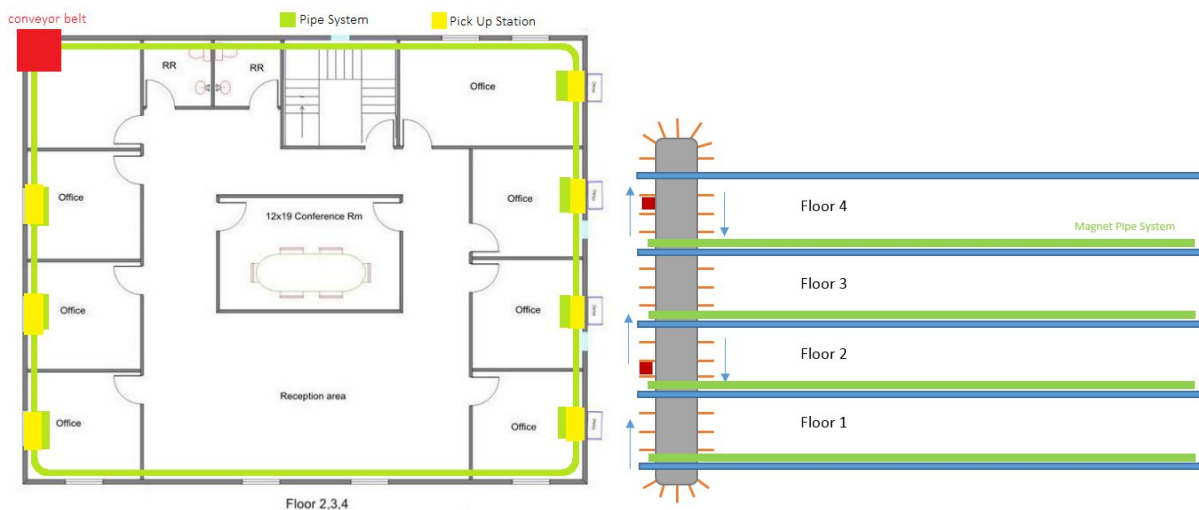 conveyor belt
Pipe System
Pick Up Station
RR
RR
Office
Office
Office
12x19 Conference Rm
Office
Office
Reception area
Office
Office
Floor 2,3,4
Floor 4
Magnet Pipe System
Floor 3
Floor 2
Floor 1